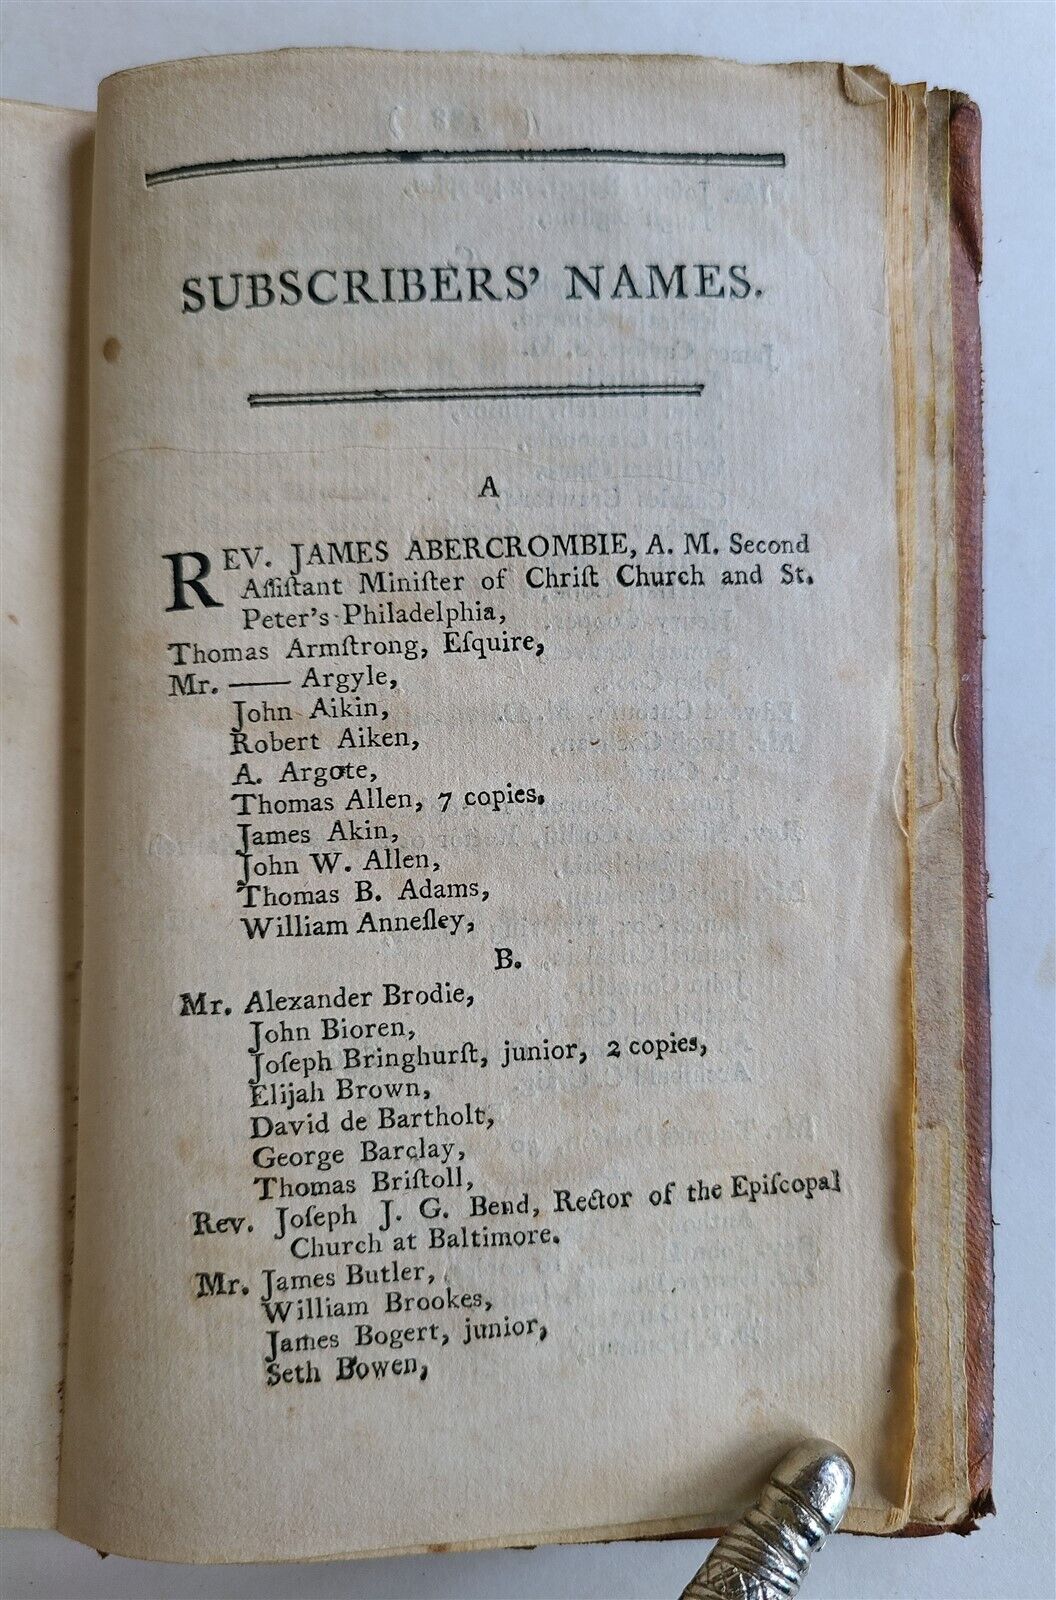 SUBSCRIBERS' NAMES.
A
REV. JAMES ABERCROMBIE, A. M. Second
Aſſiſtant Miniſter of Chriſt Church and St.
Peter's Philadelphia,
Thomas Armſtrong, Eſquire,
Mr. —— Argyle,
John Aikin,
Robert Aiken,
A. Argote,
Thomas Allen, 7 copies,
James Akin,
John W. Allen,
Thomas B. Adams,
William Anneſley,
B.
Mr. Alexander Brodie,
John Bioren,
Joſeph Bringhurſt, junior, 2 copies,
Elijah Brown,
David de Bartholt,
George Barclay,
Thomas Briſtoll,
Rev. Joſeph J. G. Bend, Rector of the Epiſcopal
Church at Baltimore.
Mr. James Butler,
William Brookes,
James Bogert, junior,
Seth Bowen,